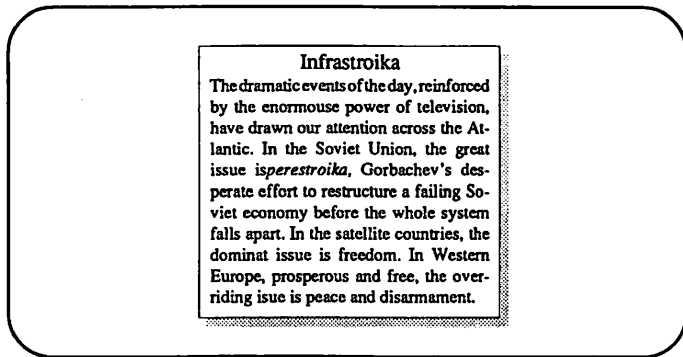 Infrastroika
The dramatic events of the day, reinforced
by the enormouse power of television,
have drawn our attention across the At-
lantic. In the Soviet Union, the great
issue isperestroika, Gorbachev's des-
perate effort to restructure a failing So-
viet economy before the whole system
falls apart. In the satellite countries, the
dominat issue is freedom. In Western
Europe, prosperous and free, the over-
riding isue is peace and disarmament.